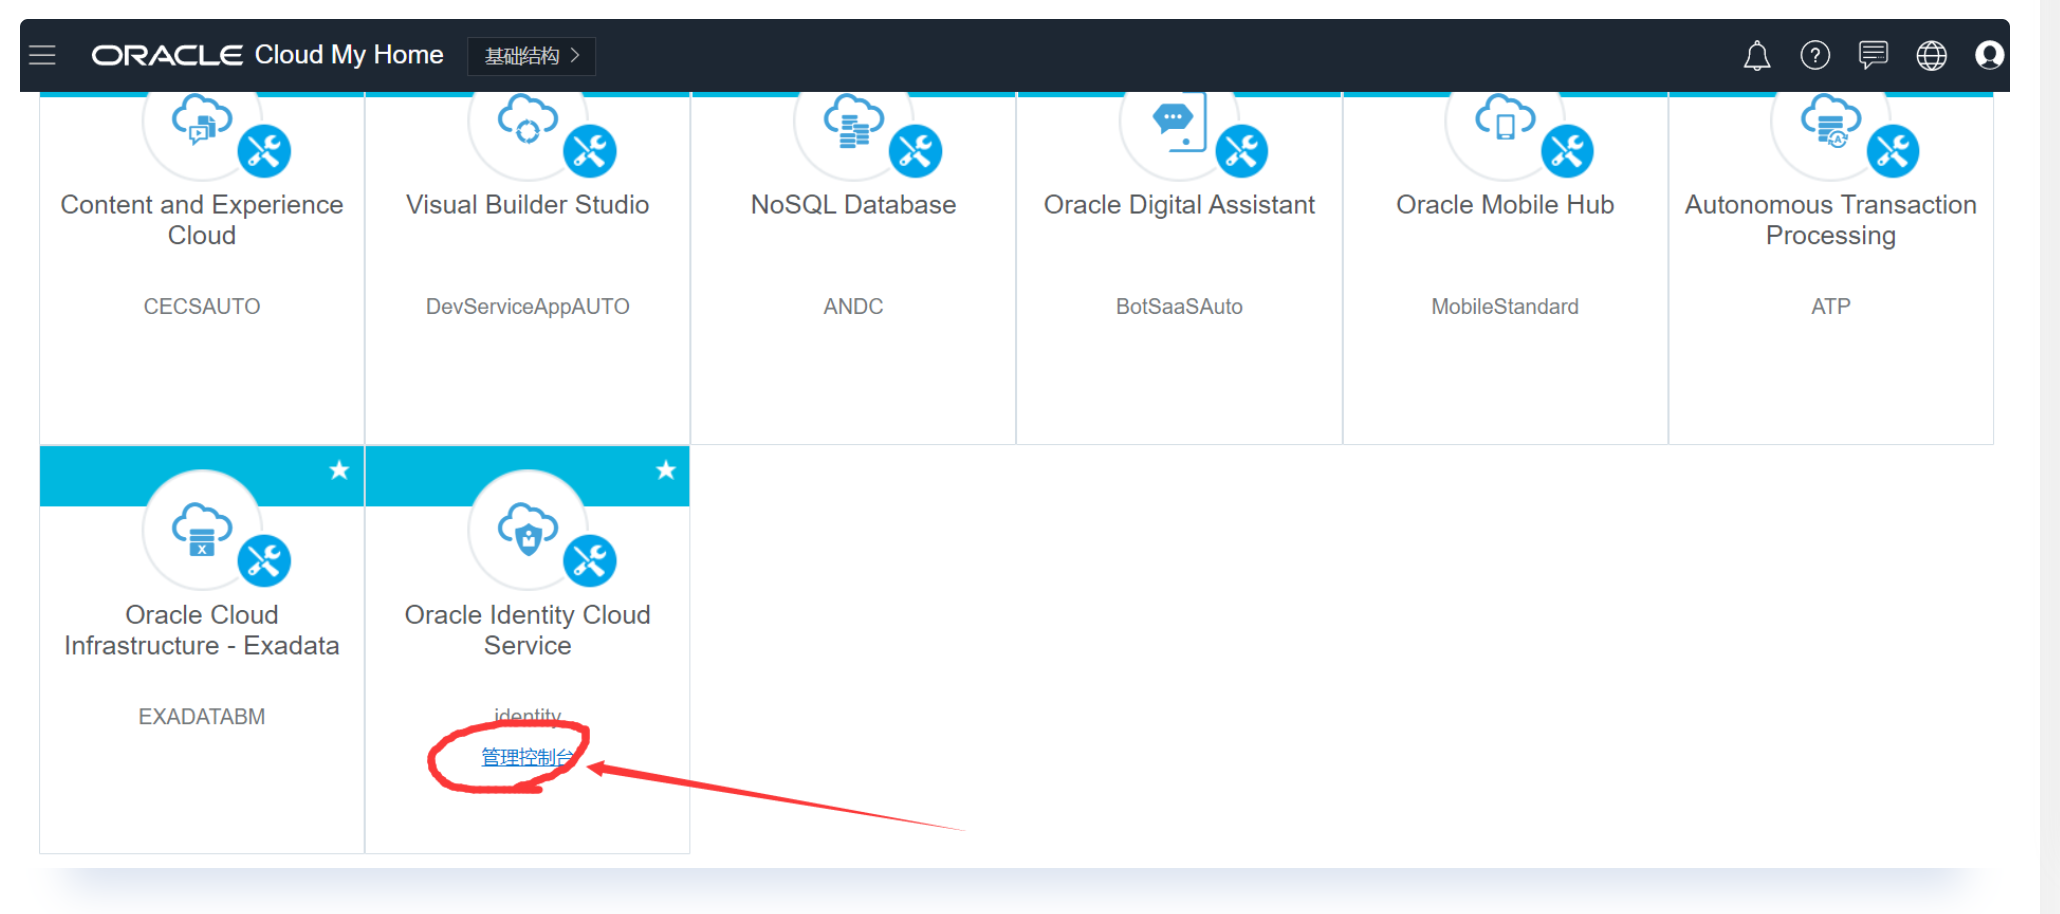 ORACLE Cloud My Home 基础结构 >
Content and Experience Cloud
CECSAUTO
Visual Builder Studio
DevServiceAppAUTO
NoSQL Database
ANDC
Oracle Digital Assistant
BotSaaSAuto
Oracle Mobile Hub
MobileStandard
Autonomous Transaction Processing
ATP
Oracle Cloud
Infrastructure - Exadata
EXADATABM
Oracle Identity Cloud
Service
identity
管理控制台